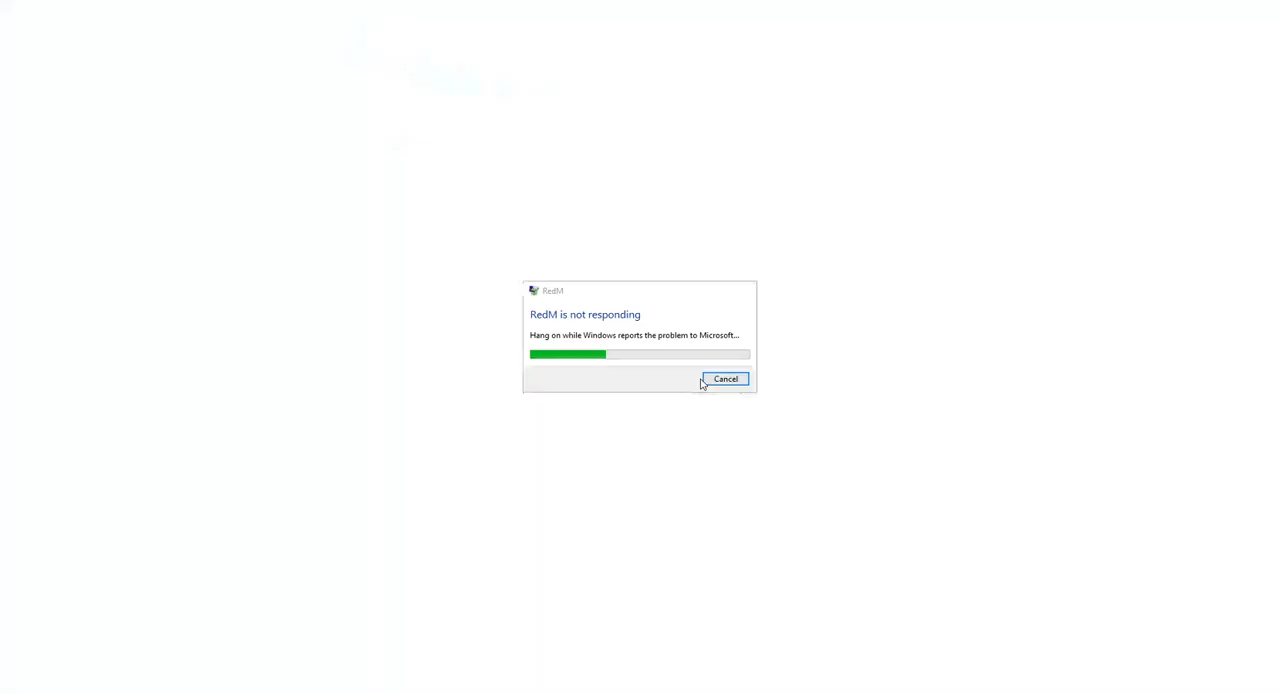 RedM
RedM is not responding
Hang on while Windows reports the problem to Microsoft...
Cancel